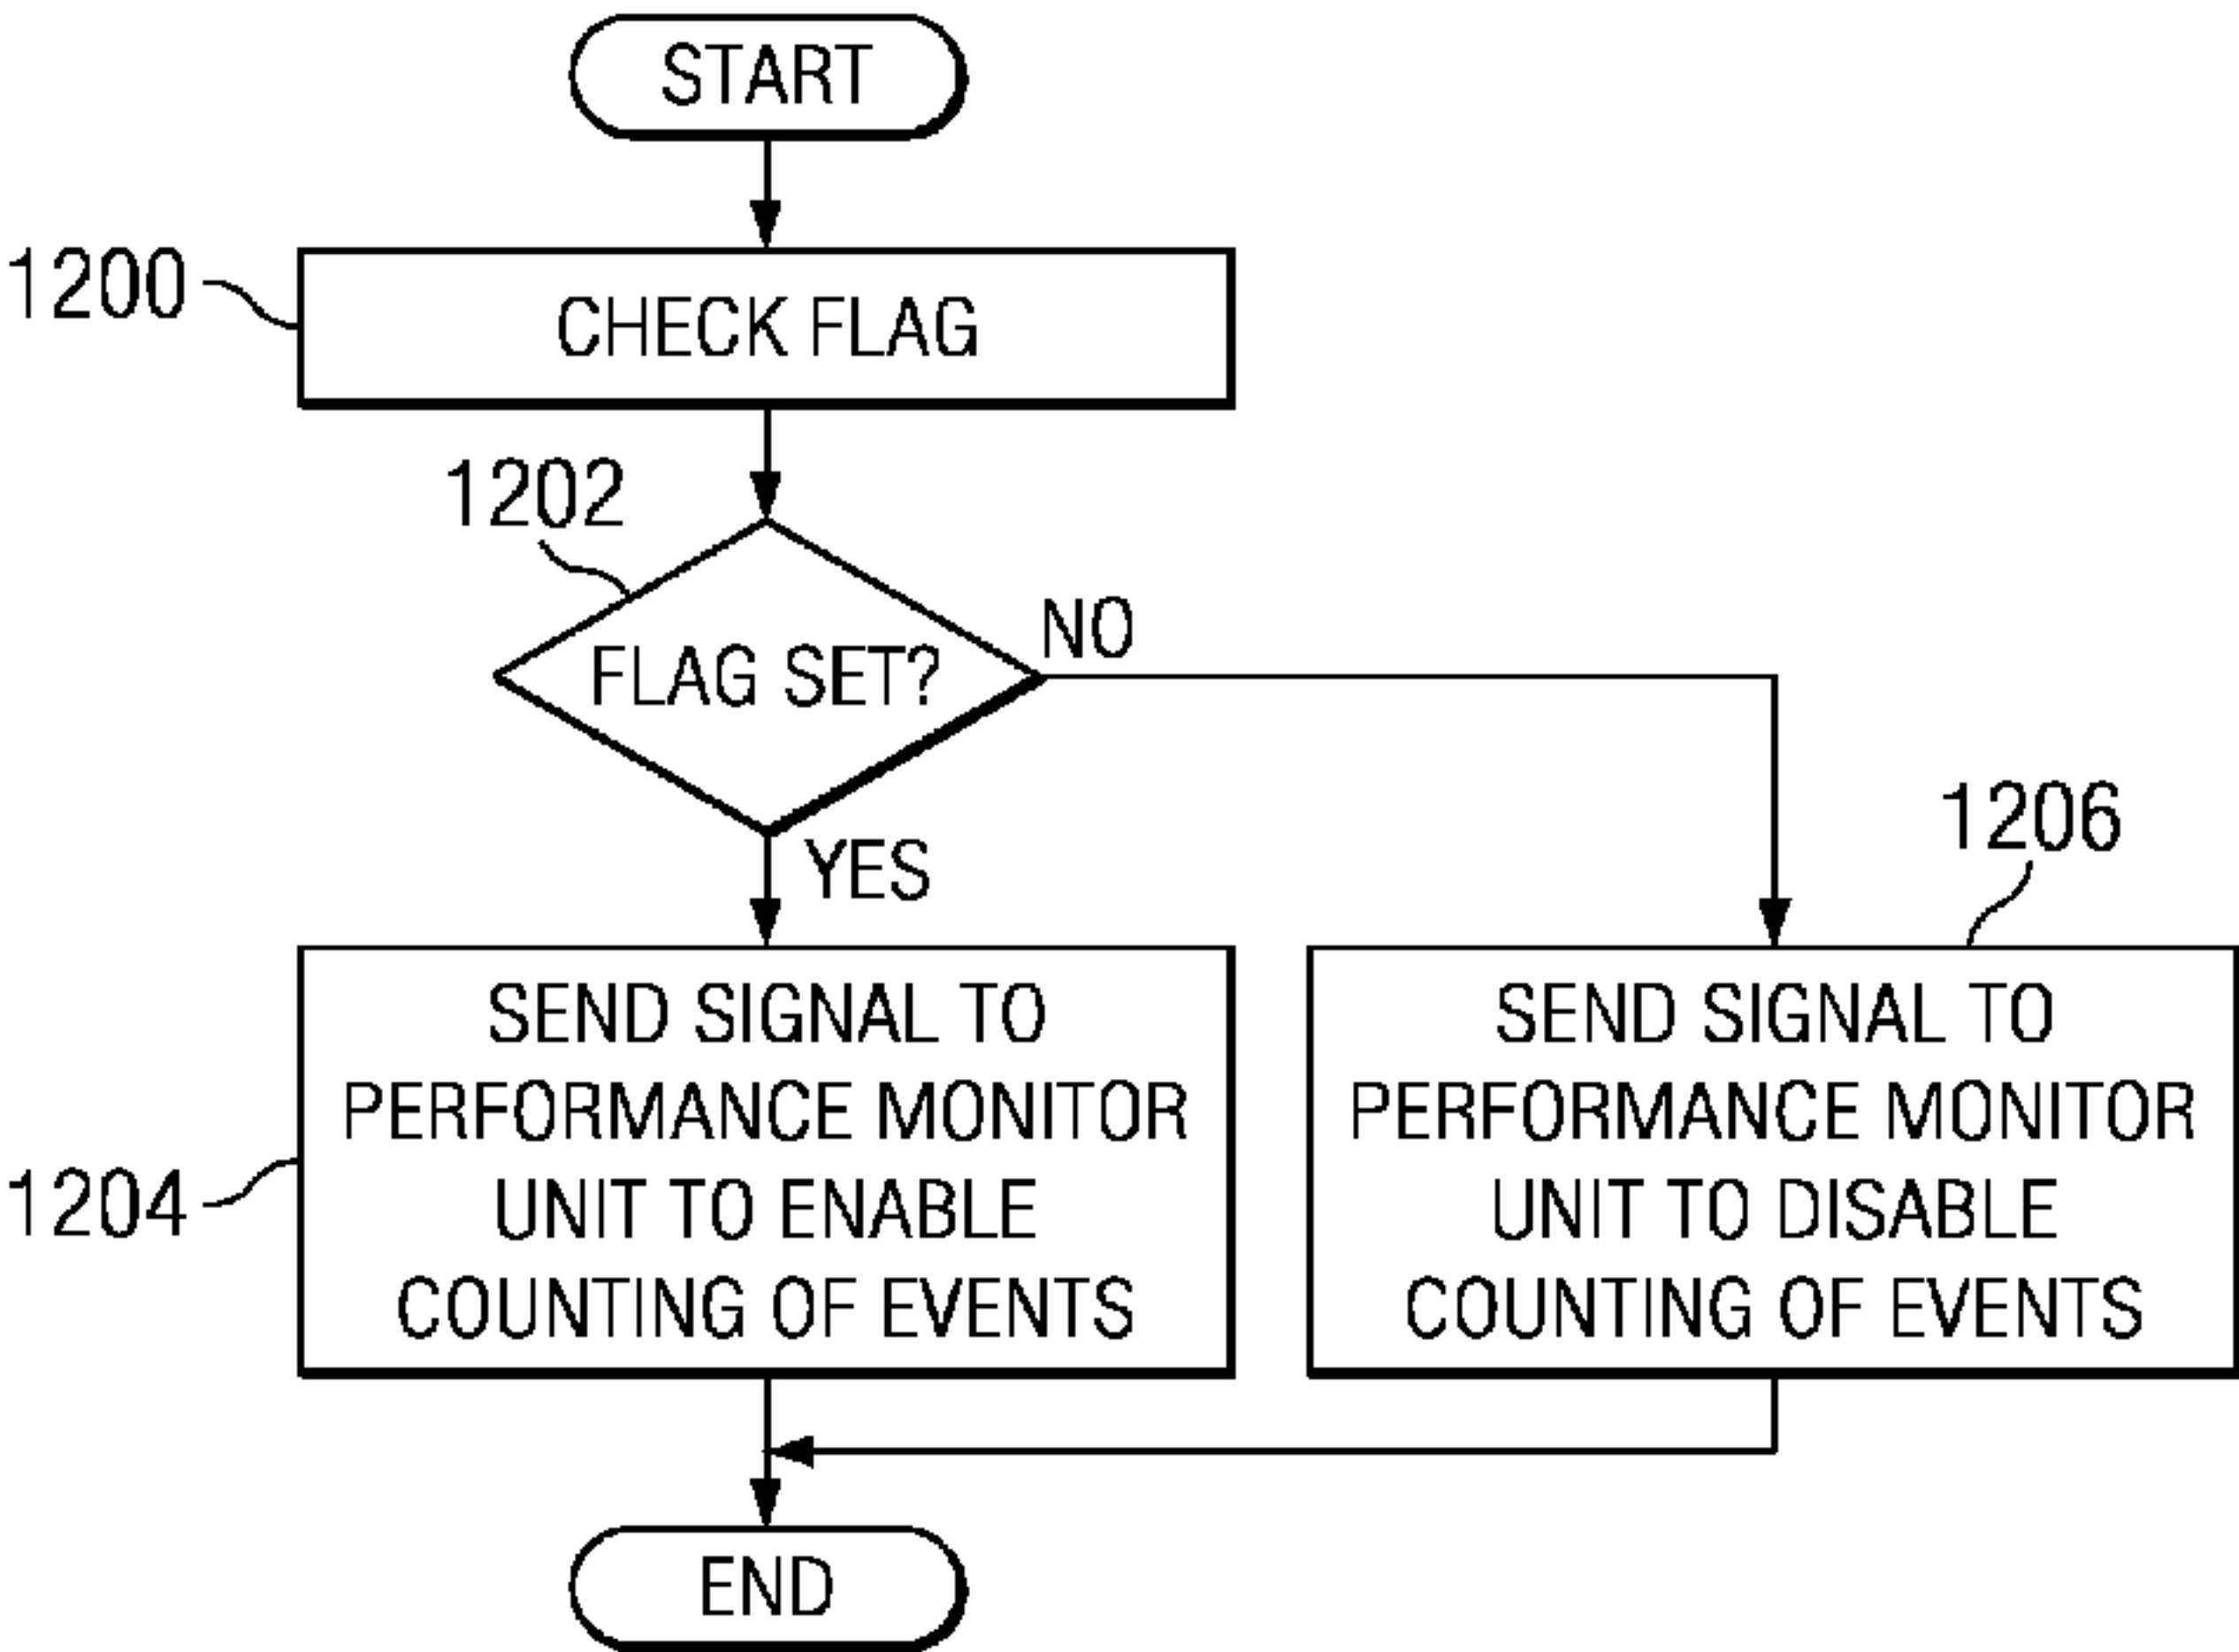 START
1200
CHECK FLAG
1202
FLAG SET?
NO
YES
1204
SEND SIGNAL TO
PERFORMANCE MONITOR
UNIT TO ENABLE
COUNTING OF EVENTS
1206
SEND SIGNAL TO
PERFORMANCE MONITOR
UNIT TO DISABLE
COUNTING OF EVENTS
END